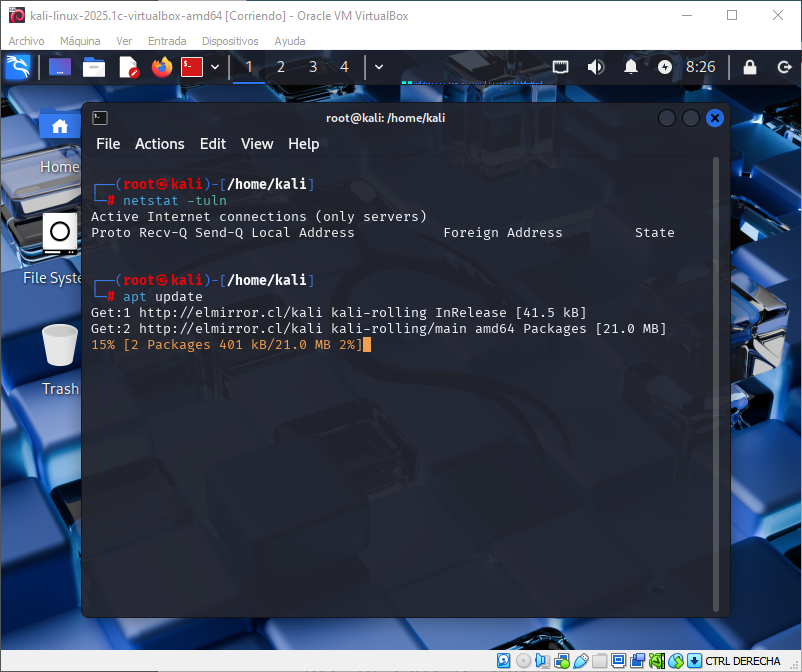 kali-linux-2025.1c-virtualbox-amd64 [Corriendo] - Oracle VM VirtualBox
Archivo Máquina Ver Entrada Dispositivos Ayuda
1 2 3 4 8:26
root@kali: /home/kali
File Actions Edit View Help
Home
File Syste
Trash
(root㉿kali)-[/home/kali]
# netstat -tuln
Active Internet connections (only servers)
Proto Recv-Q Send-Q Local Address Foreign Address State
(root㉿kali)-[/home/kali]
# apt update
Get:1 http://elmirror.cl/kali kali-rolling InRelease [41.5 kB]
Get:2 http://elmirror.cl/kali kali-rolling/main amd64 Packages [21.0 MB]
15% [2 Packages 401 kB/21.0 MB 2%]
CTRL DERECHA